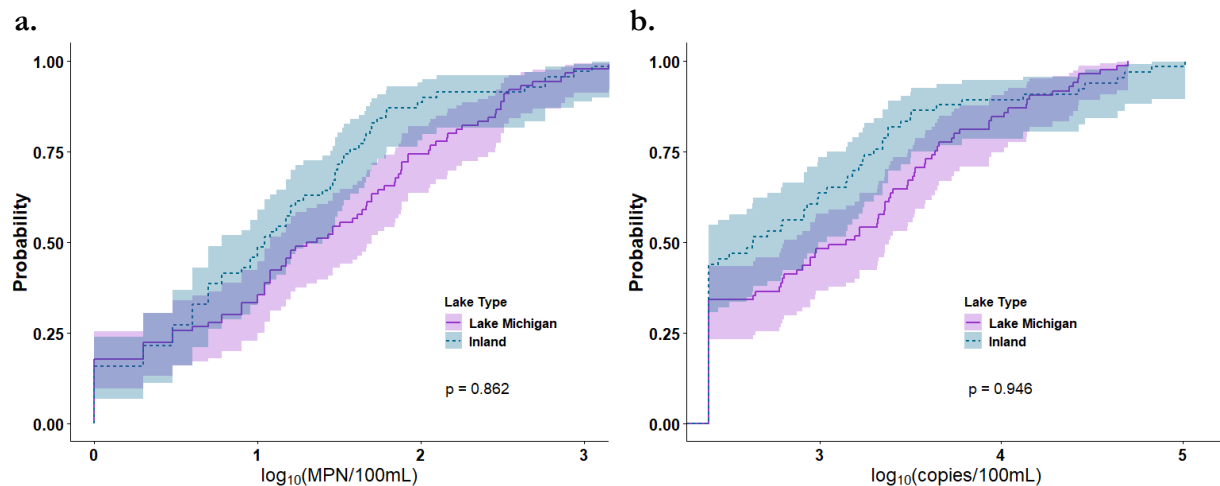 a.
Probability
1.00
0.75
0.50
0.25
0.00
Lake Type
Lake Michigan
Inland
p = 0.862
0 1 2 3
log₁₀(MPN/100mL)
b.
Probability
1.00
0.75
0.50
0.25
0.00
Lake Type
Lake Michigan
Inland
p = 0.946
3 4 5
log₁₀(copies/100mL)